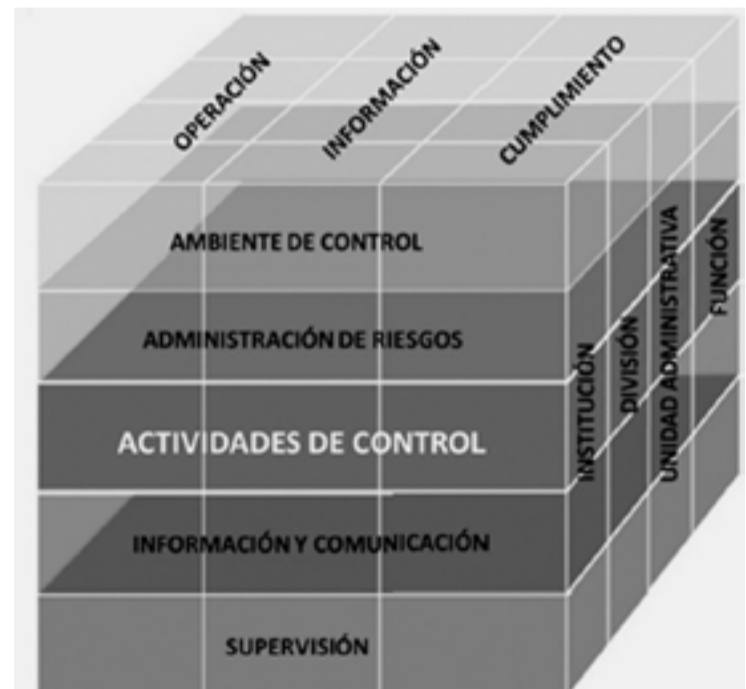 OPERACIÓN
INFORMACIÓN
CUMPLIMIENTO
AMBIENTE DE CONTROL
ADMINISTRACIÓN DE RIESGOS
ACTIVIDADES DE CONTROL
INFORMACIÓN Y COMUNICACIÓN
SUPERVISIÓN
INSTITUCIÓN
DIVISIÓN
UNIDAD ADMINISTRATIVA
FUNCIÓN